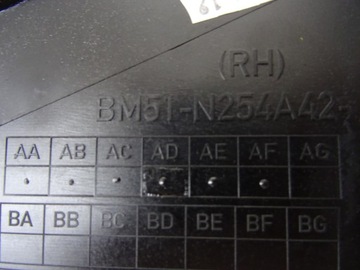 (RH)
BM51-N254A42-
AA AB AC AD AE AF AG
BA BB BC BD BE BF BG